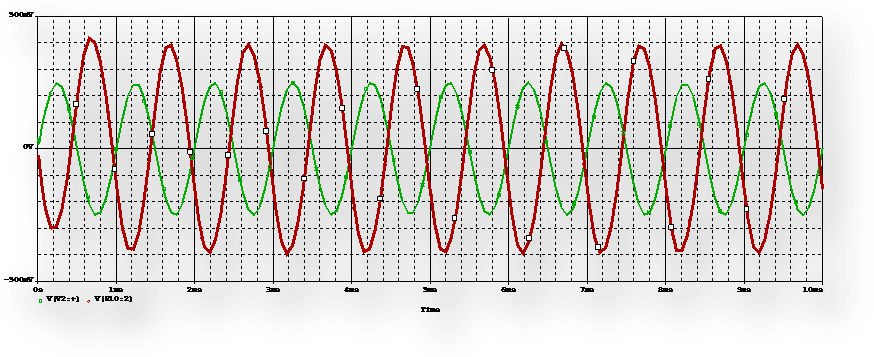 500mV
0V
-500mV
0s 1ms 2ms 3ms 4ms 5ms 6ms 7ms 8ms 9ms 10ms
V(V2:+) V(R10:2)
Time